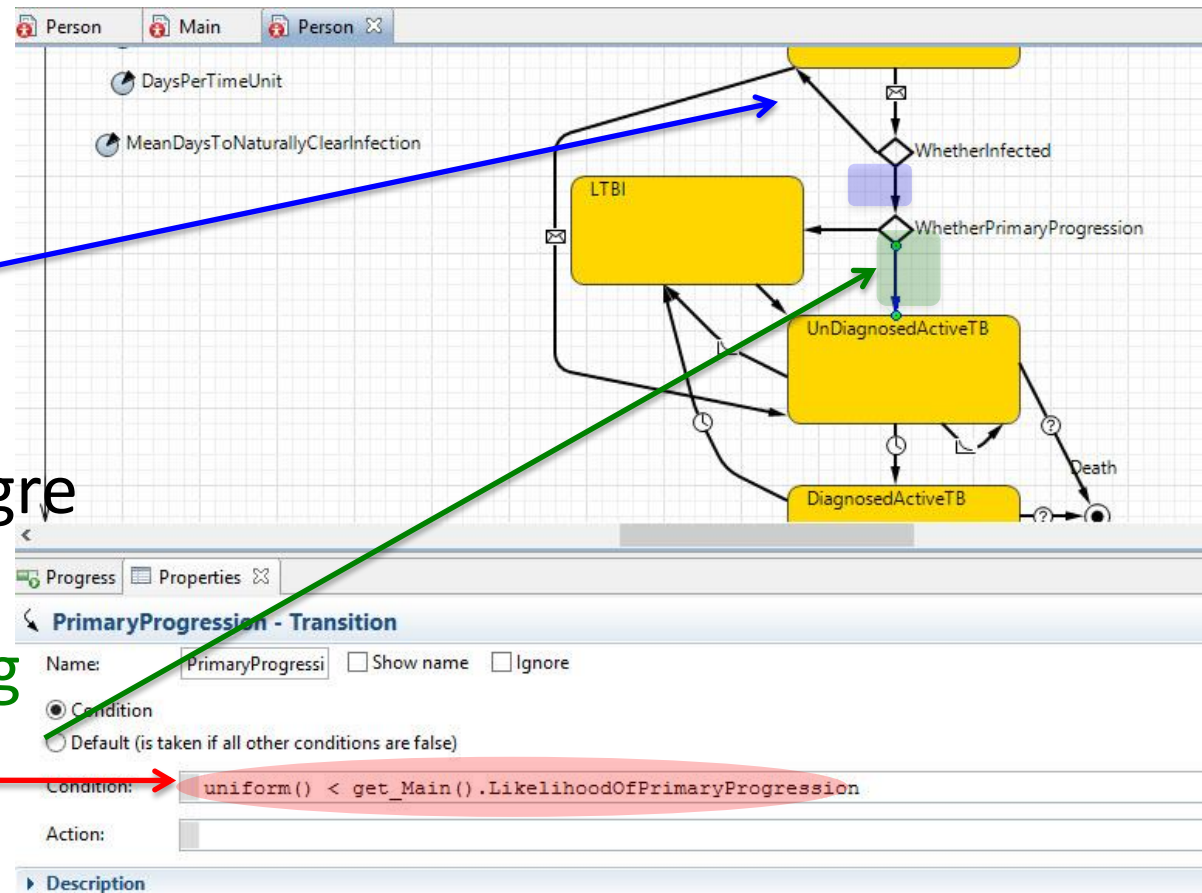 Person Main Person
DaysPerTimeUnit
MeanDaysToNaturallyClearInfection
WhetherInfected
LTBI
WhetherPrimaryProgression
UnDiagnosedActiveTB
Death
DiagnosedActiveTB
gre
Progress Properties
PrimaryProgression - Transition
g
Name: PrimaryProgressi Show name Ignore
Condition
Default (is taken if all other conditions are false)
Condition: uniform() < get_Main().LikelihoodOfPrimaryProgression
Action:
Description